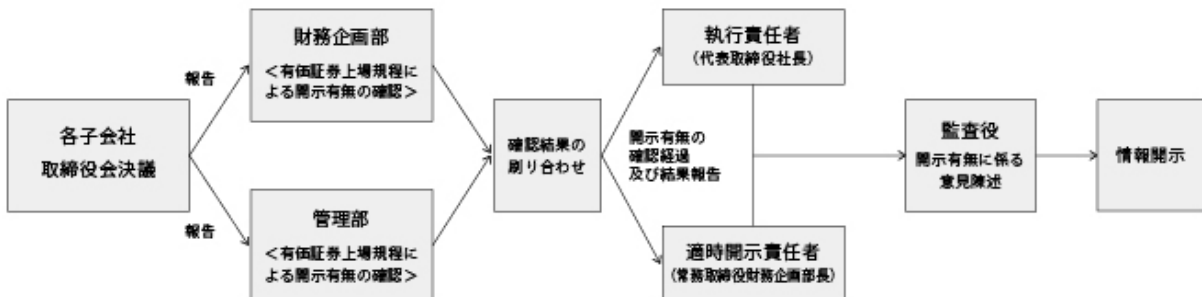 各子会社
取締役会決議
報告
報告
財務企画部
＜有価証券上場規程に
よる開示有無の確認＞
管理部
＜有価証券上場規程に
よる開示有無の確認＞
確認結果の
刷り合わせ
開示有無の
確認経過
及び結果報告
執行責任者
（代表取締役社長）
適時開示責任者
（常務取締役財務企画部長）
監査役
開示有無に係る
意見陳述
情報開示